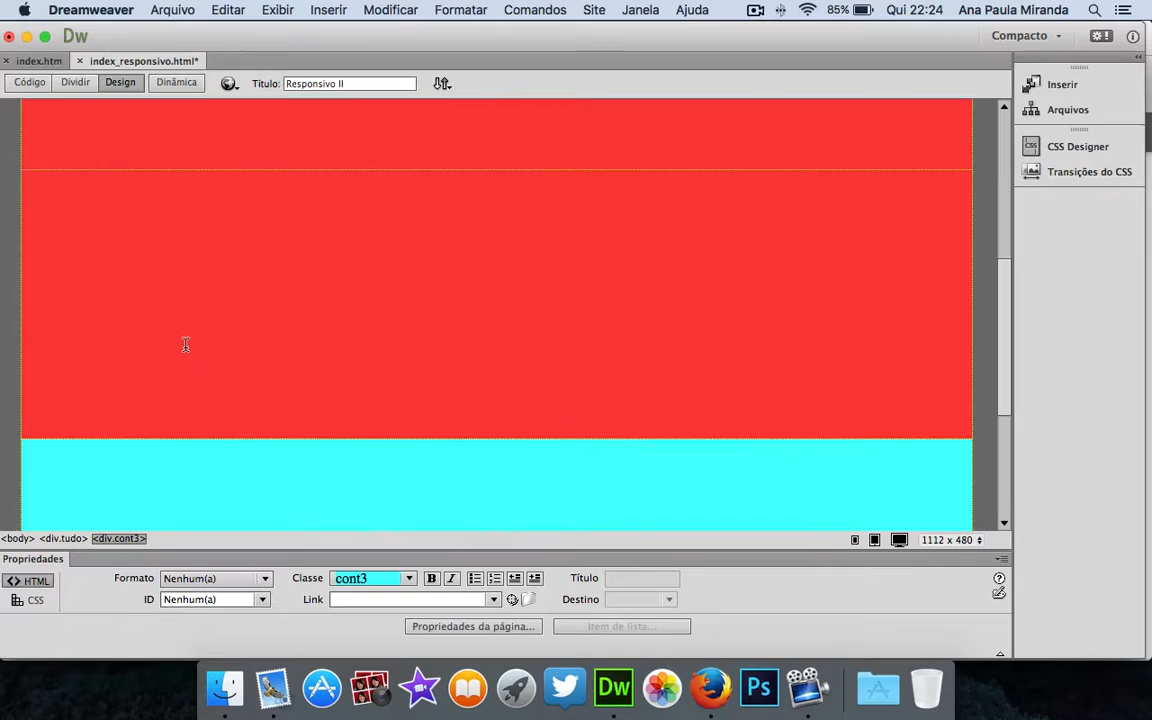 Dreamweaver Arquivo Editar Exibir Inserir Modificar Formatar Comandos Site Janela Ajuda 85% Qui 22:24 Ana Paula Miranda
Dw Compacto
index.htm index_responsivo.html*
Código Dividir Design Dinâmica Título: Responsivo II
Inserir
Arquivos
CSS Designer
Transições do CSS
<body> <div.tudo> <div.cont3> 1112 x 480
Propriedades
<> HTML Formato Nenhum(a) Classe cont3 B I Título
CSS ID Nenhum(a) Link Destino
Propriedades da página... Item de lista...
Dw Ps